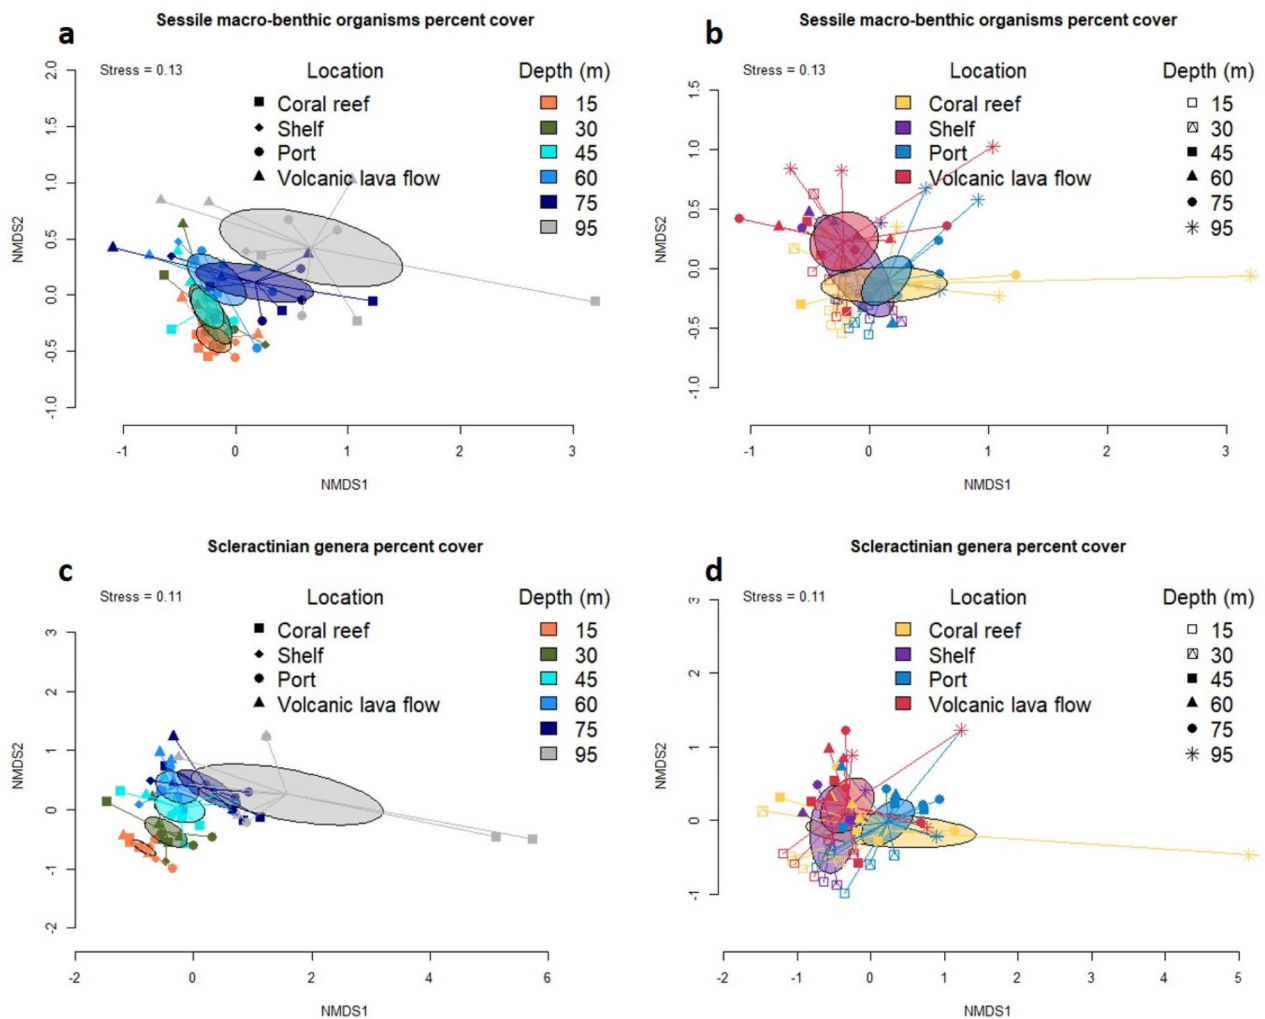 Sessile macro-benthic organisms percent cover
a
Stress = 0.13
Location
Coral reef
Shelf
Port
Volcanic lava flow
Depth (m)
15
30
45
60
75
95
NMDS2
2.0
1.5
1.0
0.5
0.0
-0.5
-1.0
-1
0
1
2
3
NMDS1
Sessile macro-benthic organisms percent cover
b
Stress = 0.13
Location
Coral reef
Shelf
Port
Volcanic lava flow
Depth (m)
15
30
45
60
75
95
NMDS2
1.5
1.0
0.5
0.0
-0.5
-1.0
-1
0
1
2
3
NMDS1
Scleractinian genera percent cover
c
Stress = 0.11
Location
Coral reef
Shelf
Port
Volcanic lava flow
Depth (m)
15
30
45
60
75
95
NMDS2
3
2
1
0
-1
-2
-2
0
2
4
6
NMDS1
Scleractinian genera percent cover
d
Stress = 0.11
Location
Coral reef
Shelf
Port
Volcanic lava flow
Depth (m)
15
30
45
60
75
95
NMDS2
3
2
1
0
-1
-2
-1
0
1
2
3
4
5
NMDS1